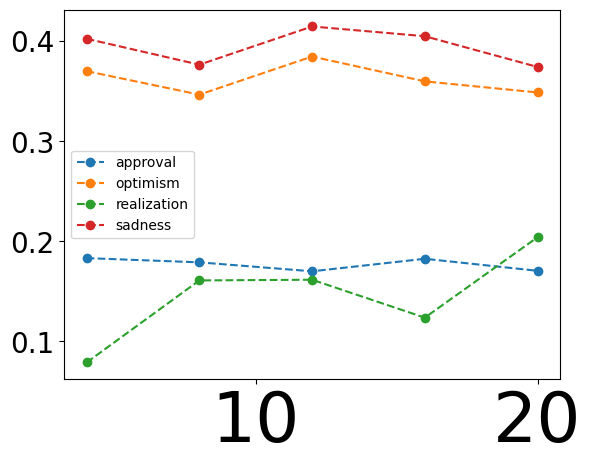 0.4
0.3
0.2
0.1
approval
optimism
realization
sadness
10 20